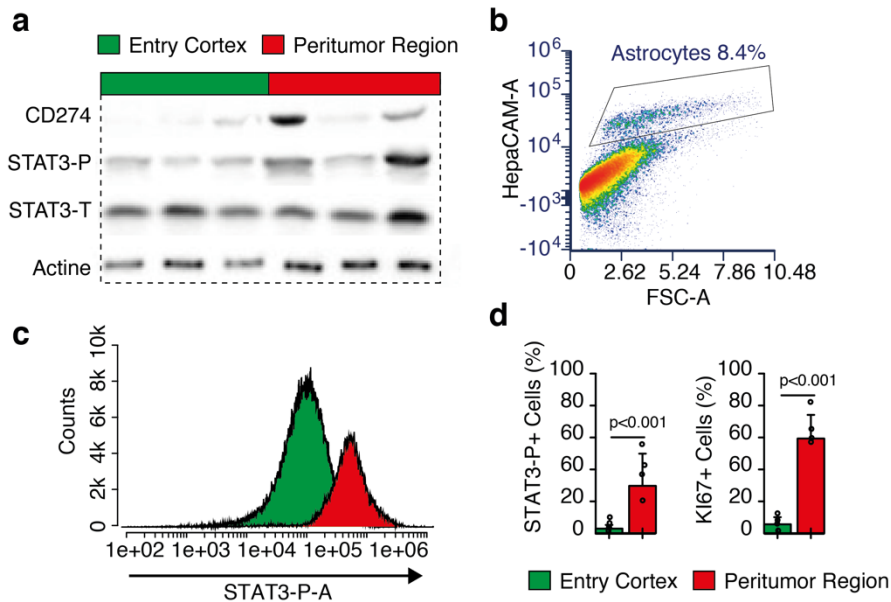 a
Entry Cortex
Peritumor Region
CD274
STAT3-P
STAT3-T
Actine
b
Astrocytes 8.4%
HepaCAM-A
10⁶
10⁵
10⁴
-10³
-10⁴
0 2.62 5.24 7.86 10.48
FSC-A
c
Counts
10k
8k
6k
4k
2k
0
1e+02 1e+03 1e+04 1e+05 1e+06
STAT3-P-A
d
STAT3-P+ Cells (%)
100
80
60
60
20
0
p<0.001
KI67+ Cells (%)
100
80
60
60
20
0
p<0.001
Entry Cortex
Peritumor Region